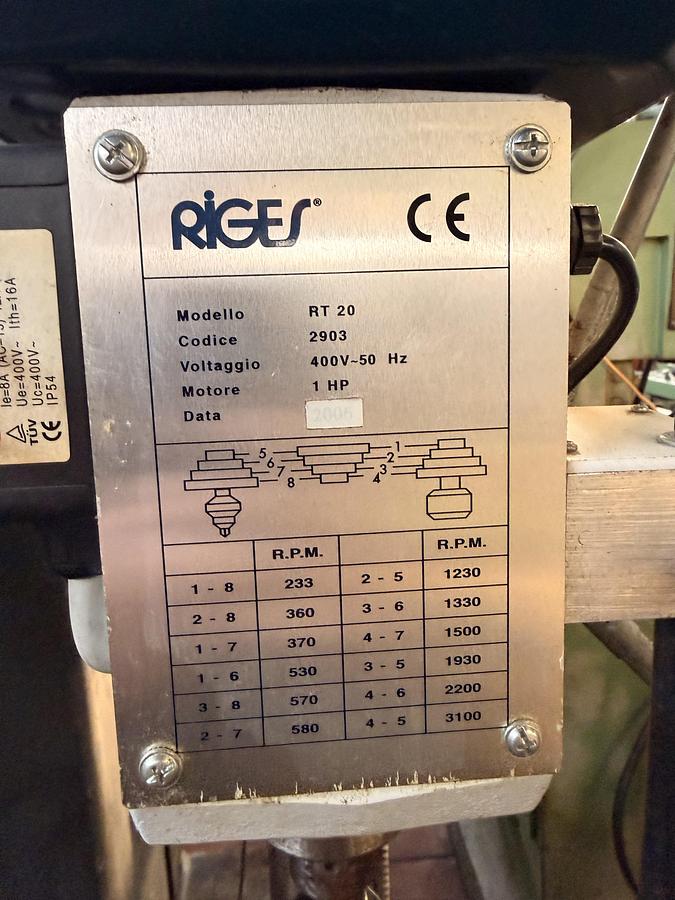 RiGES®
CE
Modello RT 20
Codice 2903
Voltaggio 400V~50 Hz
Motore 1 HP
Data 2006
5 1
6 2
7 3
8 4
R.P.M. R.P.M.
1 - 8 233 2 - 5 1230
2 - 8 360 3 - 6 1330
1 - 7 370 4 - 7 1500
1 - 6 530 3 - 5 1930
3 - 8 570 4 - 6 2200
2 - 7 580 4 - 5 3100
Ue=400V~ Ith=16A
Uc=400V~
IP54
TÜV CE